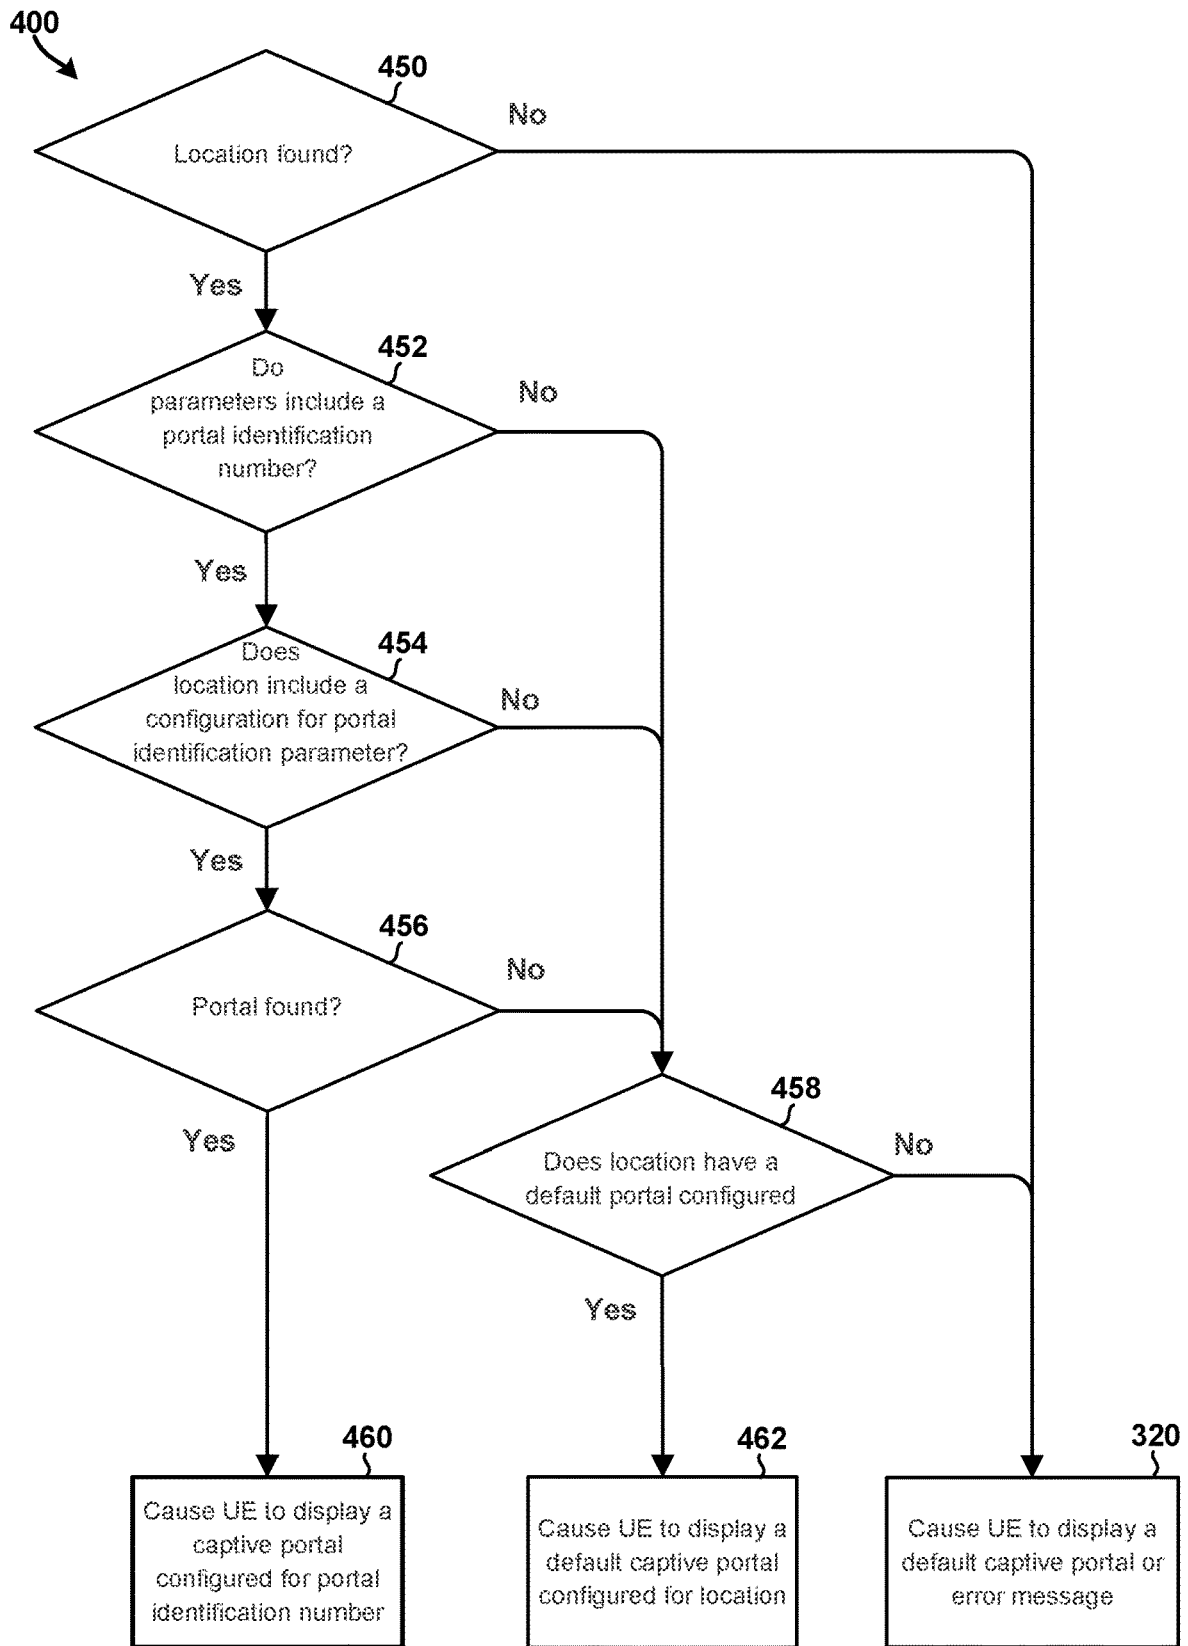 400
450
No
Location found?
Yes
452
No
Do
parameters include a
portal identification
number?
Yes
454
No
Does
location include a
configuration for portal
identification parameter?
Yes
456
No
Portal found?
458
Yes
No
Does location have a
default portal configured
Yes
460
462
320
Cause UE to display a
captive portal
configured for portal
identification number
Cause UE to display a
default captive portal
configured for location
Cause UE to display a
default captive portal or
error message